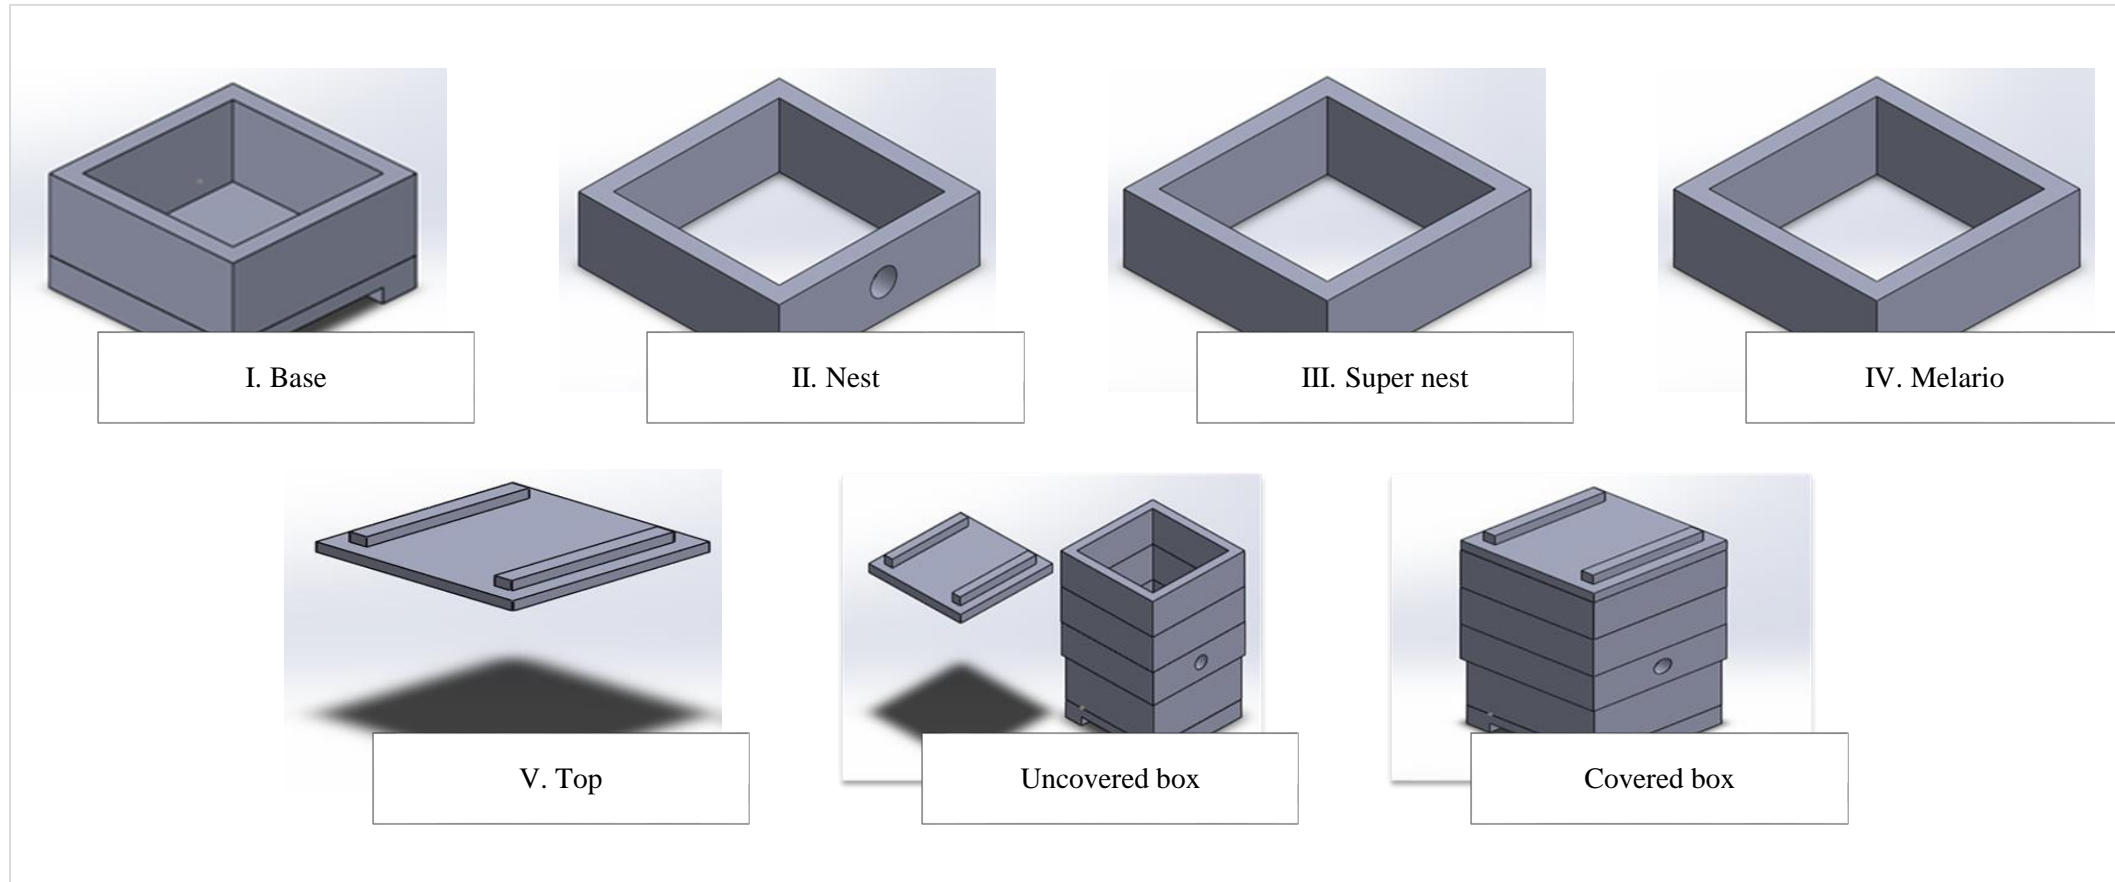 I. Base
II. Nest
III. Super nest
IV. Melario
V. Top
Uncovered box
Covered box